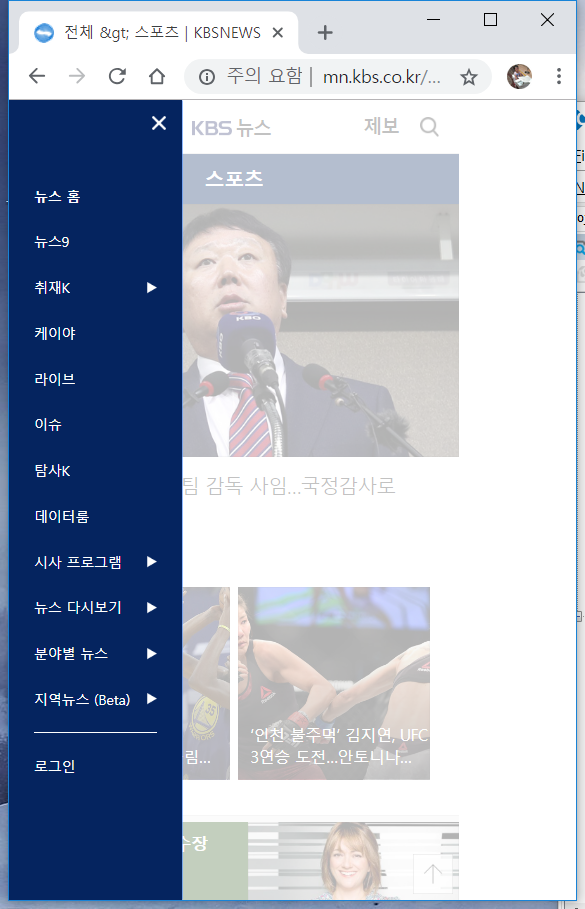 전체 &gt; 스포츠 | KBSNEWS
주의 요함 | mn.kbs.co.kr/...
KBS 뉴스
제보
스포츠
뉴스 홈
뉴스9
취재K
케이야
라이브
이슈
탐사K
데이터룸
시사 프로그램
뉴스 다시보기
분야별 뉴스
지역뉴스 (Beta)
로그인
KBO
팀 감독 사임...국정감사로
림...
'인천 불주먹' 김지연, UFC
3연승 도전...안토니나...
수장